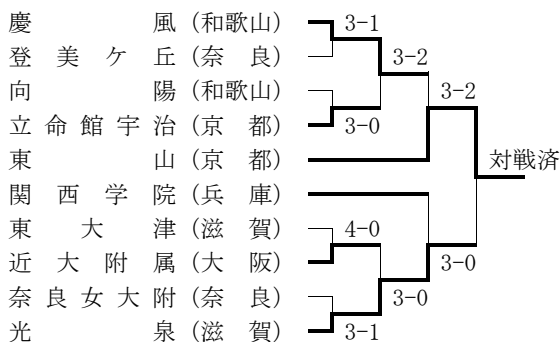 慶風（和歌山） 3-1
登美ケ丘（奈良） 3-2
向陽（和歌山） 3-2
立命館宇治（京都） 3-0
東山（京都） 対戦済
関西学院（兵庫）
東大津（滋賀） 4-0
近大附属（大阪） 3-0
奈良女大附（奈良） 3-0
光泉（滋賀） 3-1